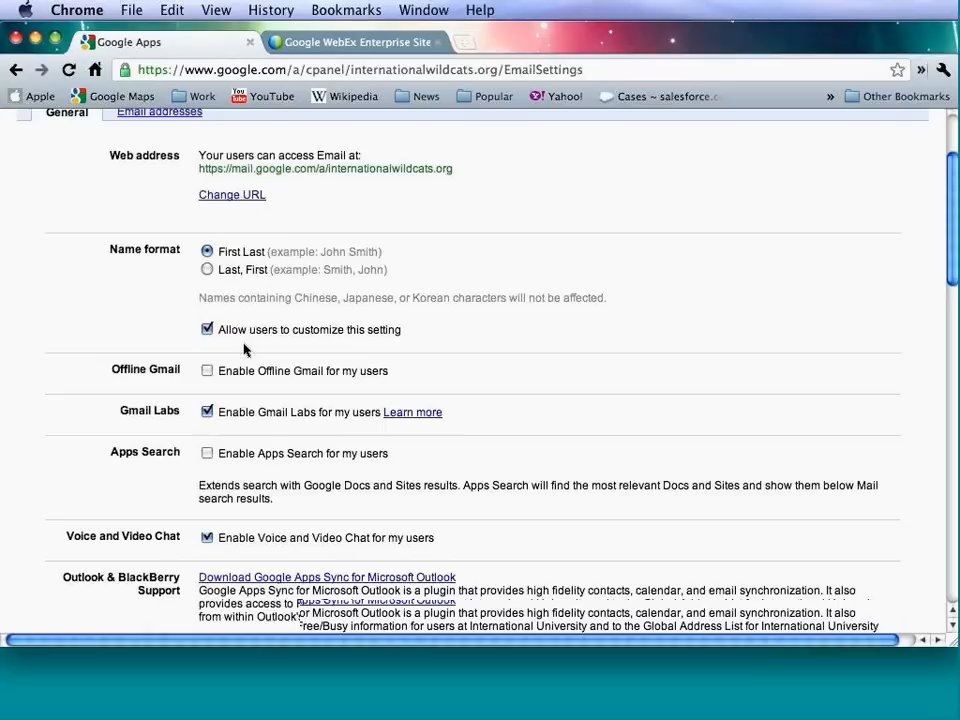 Chrome File Edit View History Bookmarks Window Help
Google Apps
Google WebEx Enterprise Site
https://www.google.com/a/cpanel/internationalwildcats.org/EmailSettings
Apple Google Maps Work YouTube Wikipedia News Popular Yahoo! Cases ~ salesforce.c » Other Bookmarks
General Email addresses
Web address Your users can access Email at:
https://mail.google.com/a/internationalwildcats.org
Change URL
Name format First Last (example: John Smith)
Last, First (example: Smith, John)
Names containing Chinese, Japanese, or Korean characters will not be affected.
Allow users to customize this setting
Offline Gmail Enable Offline Gmail for my users
Gmail Labs Enable Gmail Labs for my users Learn more
Apps Search Enable Apps Search for my users
Extends search with Google Docs and Sites results. Apps Search will find the most relevant Docs and Sites and show them below Mail
search results.
Voice and Video Chat Enable Voice and Video Chat for my users
Outlook & BlackBerry Support
Download Google Apps Sync for Microsoft Outlook
Google Apps Sync for Microsoft Outlook is a plugin that provides high fidelity contacts, calendar, and email synchronization. It also
provides access to
or Microsoft Outlook is a plugin that provides high fidelity contacts, calendar, and email synchronization. It also
from within Outlook
Free/Busy information for users at International University and to the Global Address List for International University